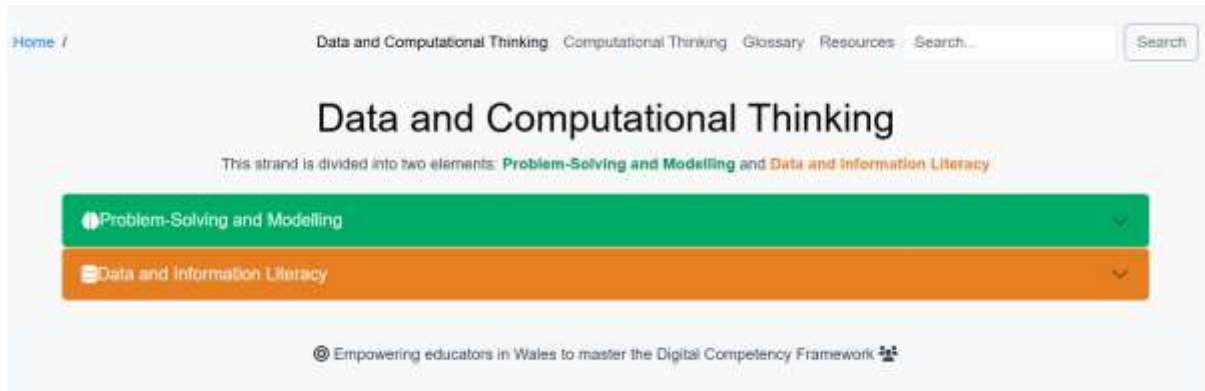 Home / Data and Computational Thinking Computational Thinking Glossary Resources Search... Search
Data and Computational Thinking
This strand is divided into two elements: Problem-Solving and Modelling and Data and Information Literacy
Problem-Solving and Modelling
Data and Information Literacy
Empowering educators in Wales to master the Digital Competency Framework